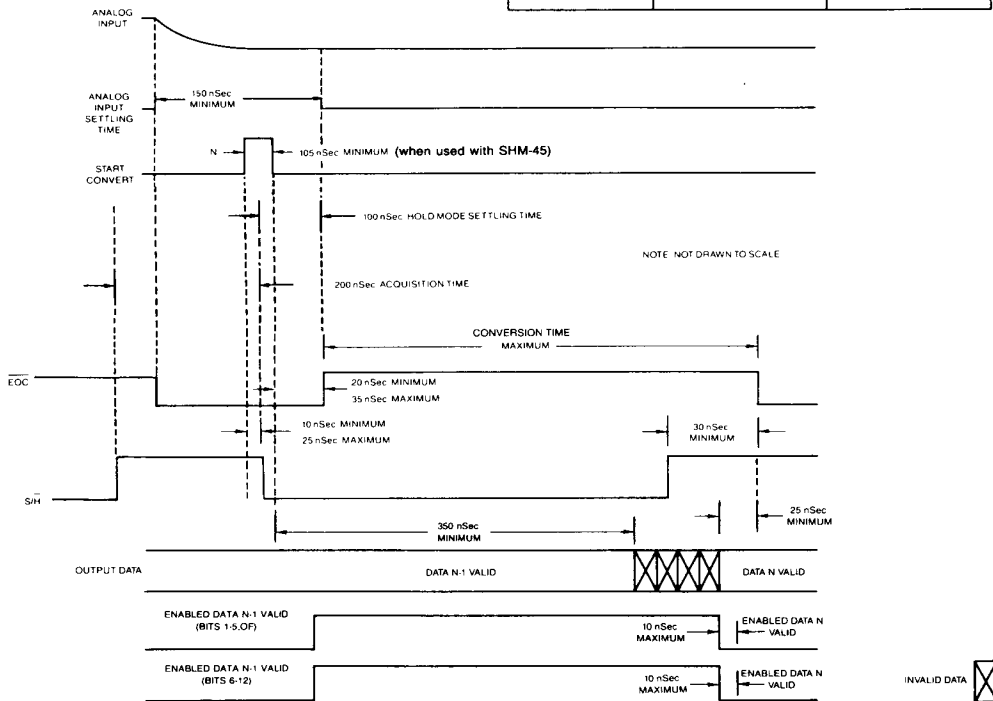 ANALOG
INPUT
ANALOG
INPUT
SETTLING
TIME
150 nSec
MINIMUM
N
105 nSec MINIMUM (when used with SHM-45)
START
CONVERT
100 nSec HOLD MODE SETTLING TIME
NOTE NOT DRAWN TO SCALE
200 nSec ACQUISITION TIME
CONVERSION TIME
MAXIMUM
EOC
20 nSec MINIMUM
35 nSec MAXIMUM
10 nSec MINIMUM
25 nSec MAXIMUM
30 nSec
MINIMUM
S/H
25 nSec
MINIMUM
350 nSec
MINIMUM
OUTPUT DATA
DATA N-1 VALID
DATA N VALID
ENABLED DATA N-1 VALID
(BITS 1-5,OF)
10 nSec
MAXIMUM
ENABLED DATA N
VALID
ENABLED DATA N-1 VALID
(BITS 6-12)
10 nSec
MAXIMUM
ENABLED DATA N
VALID
INVALID DATA